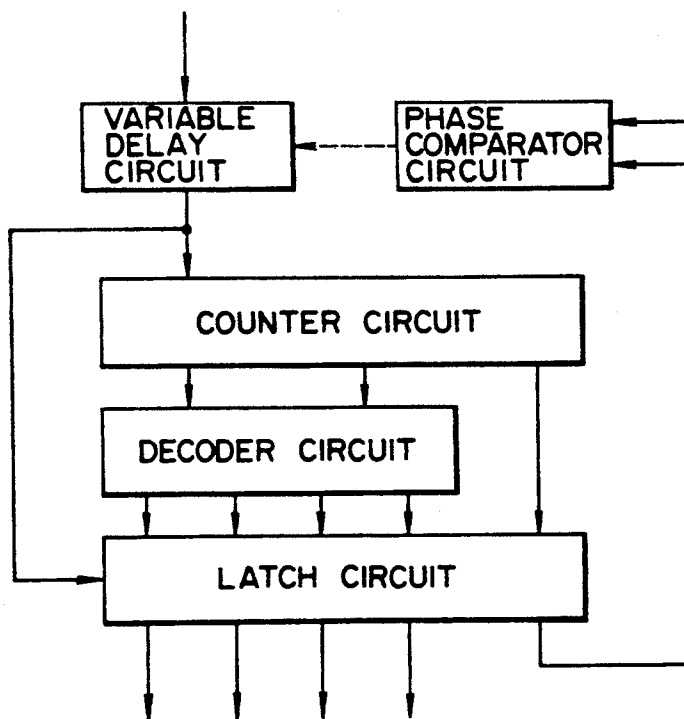 VARIABLE
DELAY
CIRCUIT
PHASE
COMPARATOR
CIRCUIT
COUNTER CIRCUIT
DECODER CIRCUIT
LATCH CIRCUIT